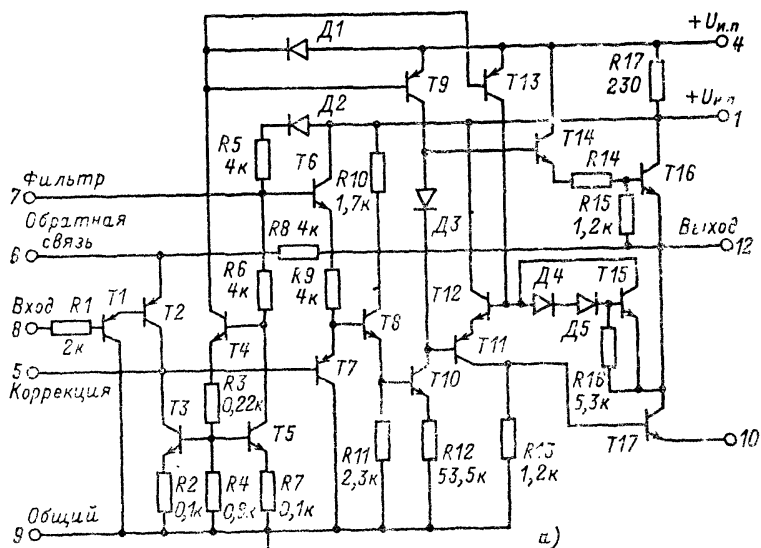 Д1
+Uи.п
4
T9
T13
R17
230
Д2
+Uи.п
1
R5
4к
T6
R10
1,7к
T14
R14
T16
7
Фильтр
Д3
R15
1,2к
Обратная
связь
6
R8 4к
Выход
12
R6
4к
R9
4к
T12
Д4
T15
Вход
8
R1
2к
T1
T2
T4
T8
Д5
T11
5
Коррекция
T7
T10
R16
5,3к
R3
0,22к
T3
T5
T17
10
R2
0,1к
R4
R7
0,1к
R11
2,3к
R12
53,5к
R13
1,2к
Общий
9
а)